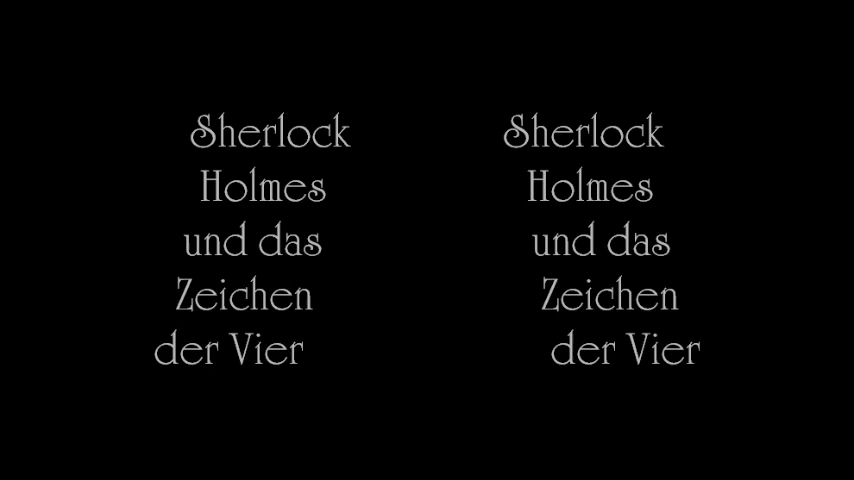 Sherlock
Holmes
und das
Zeichen
der Vier
Sherlock
Holmes
und das
Zeichen
der Vier